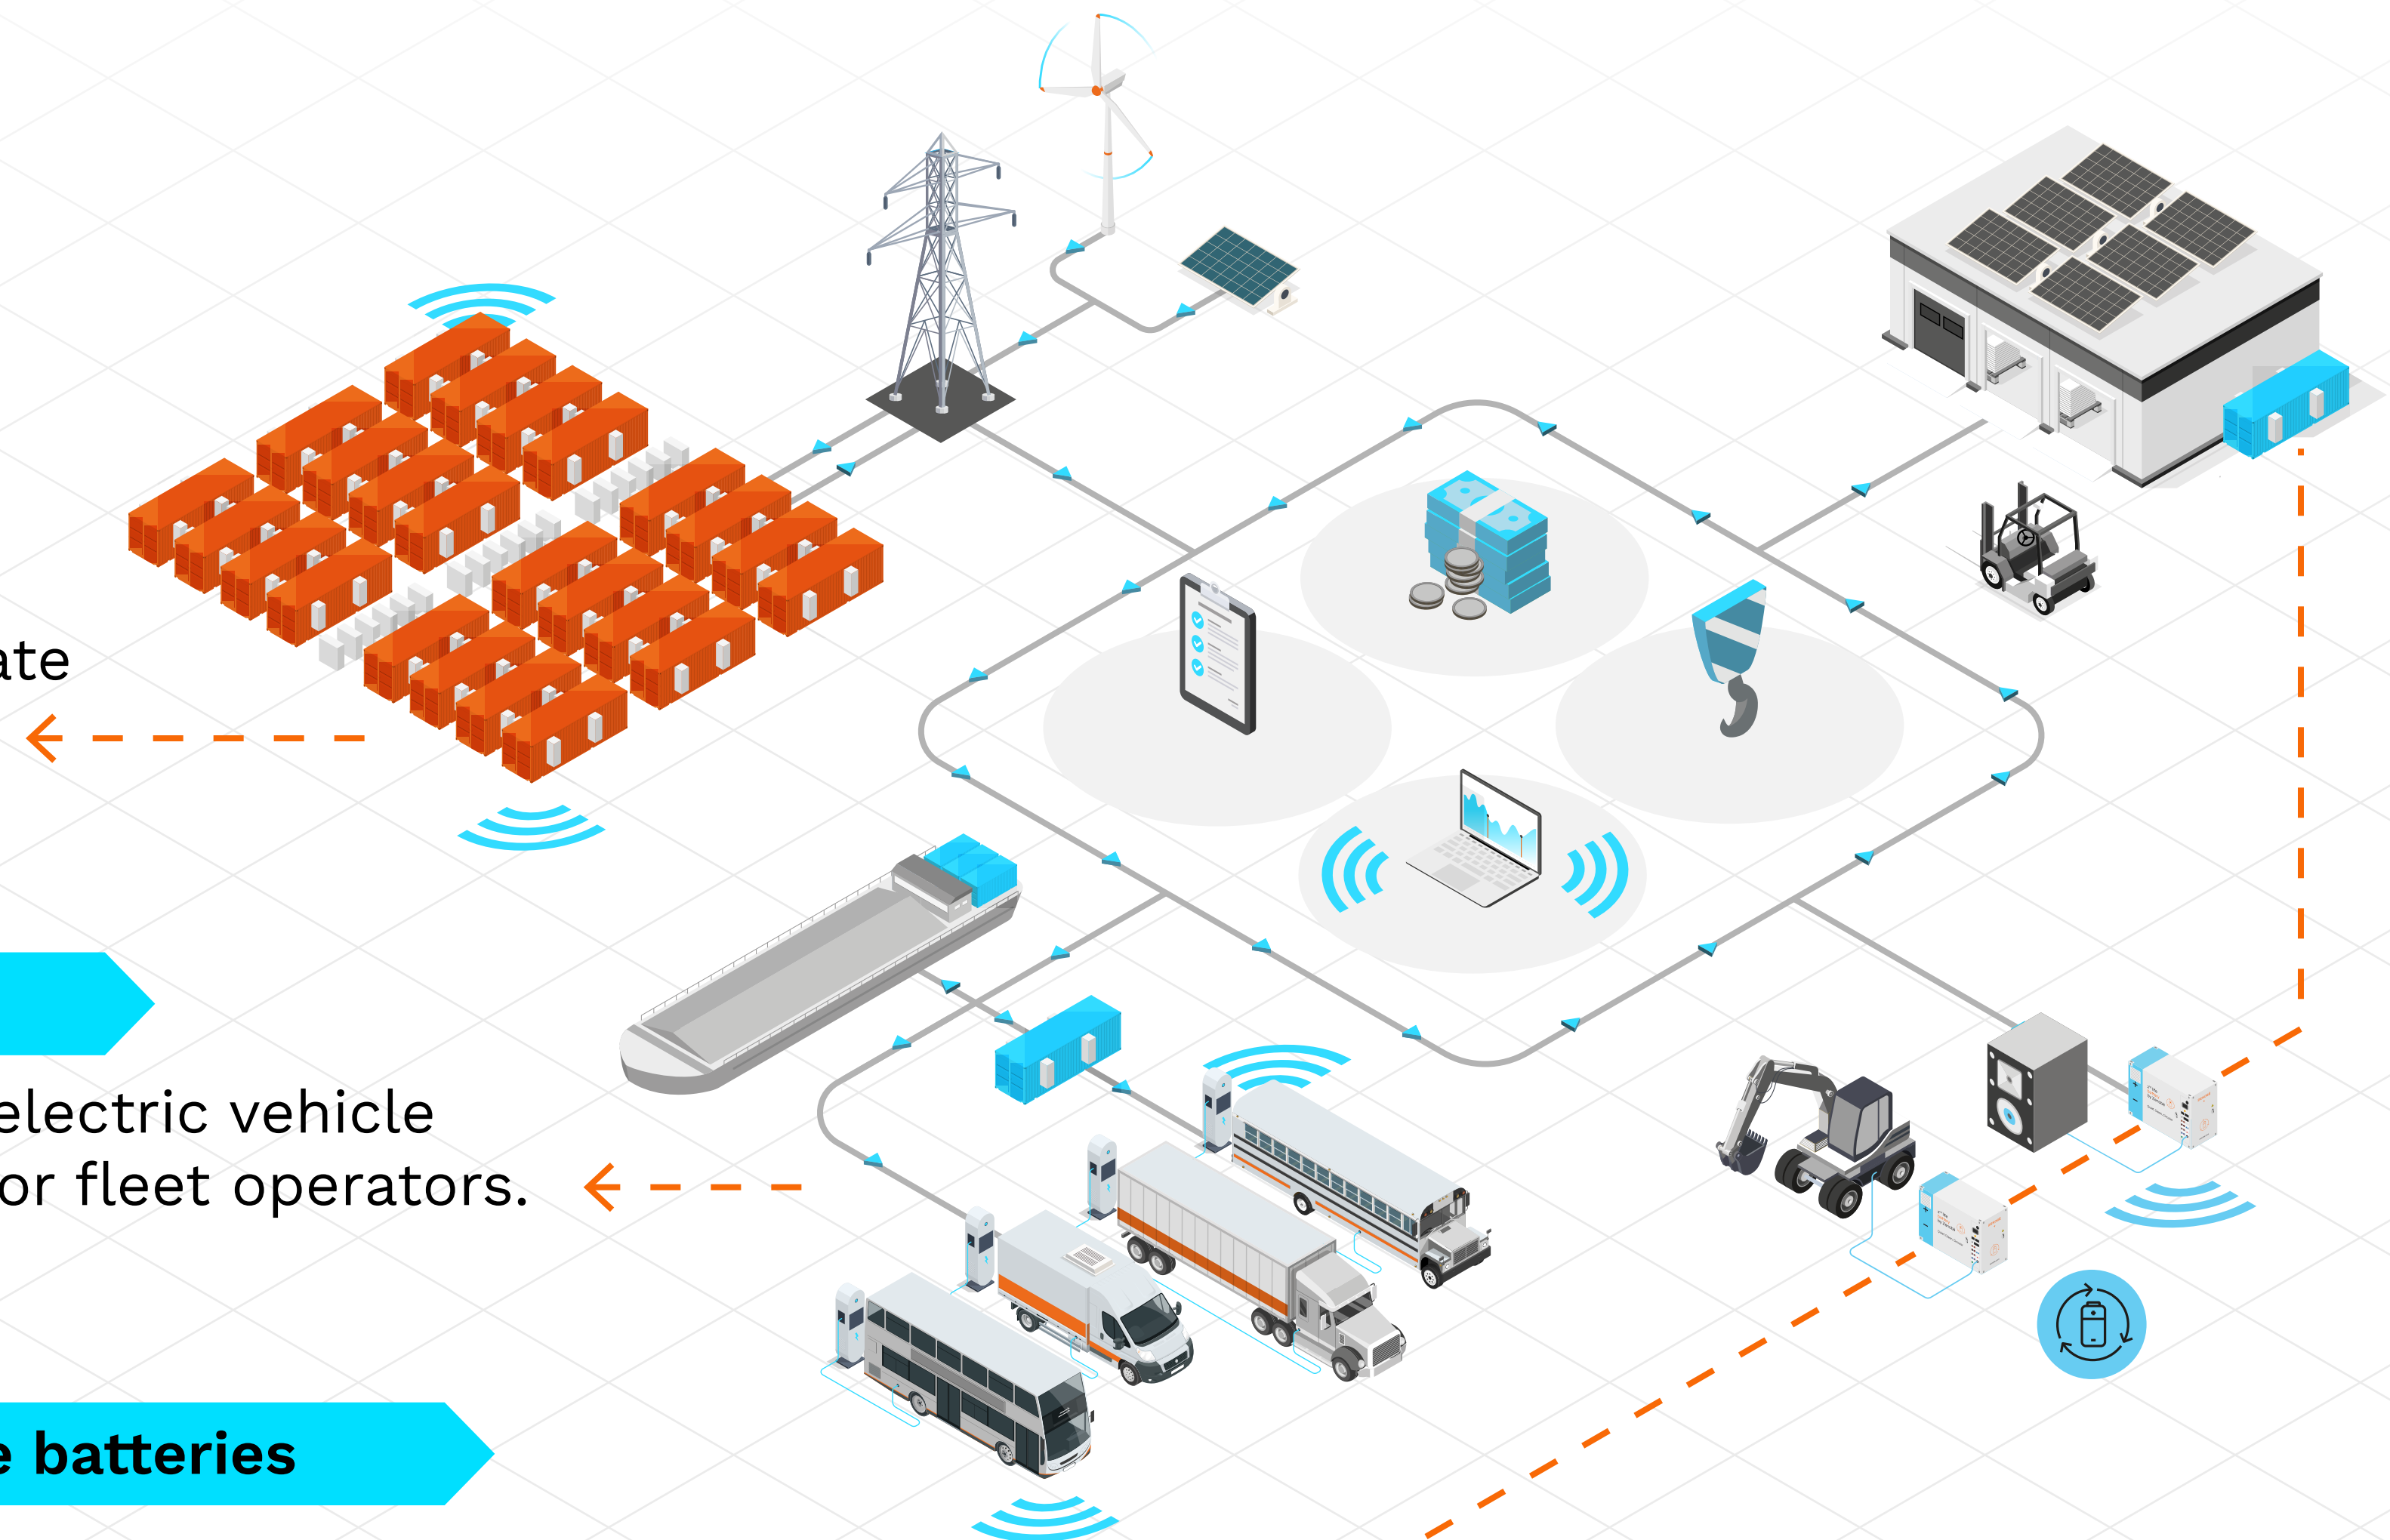 ate
electric vehicle
or fleet operators.
e batteries